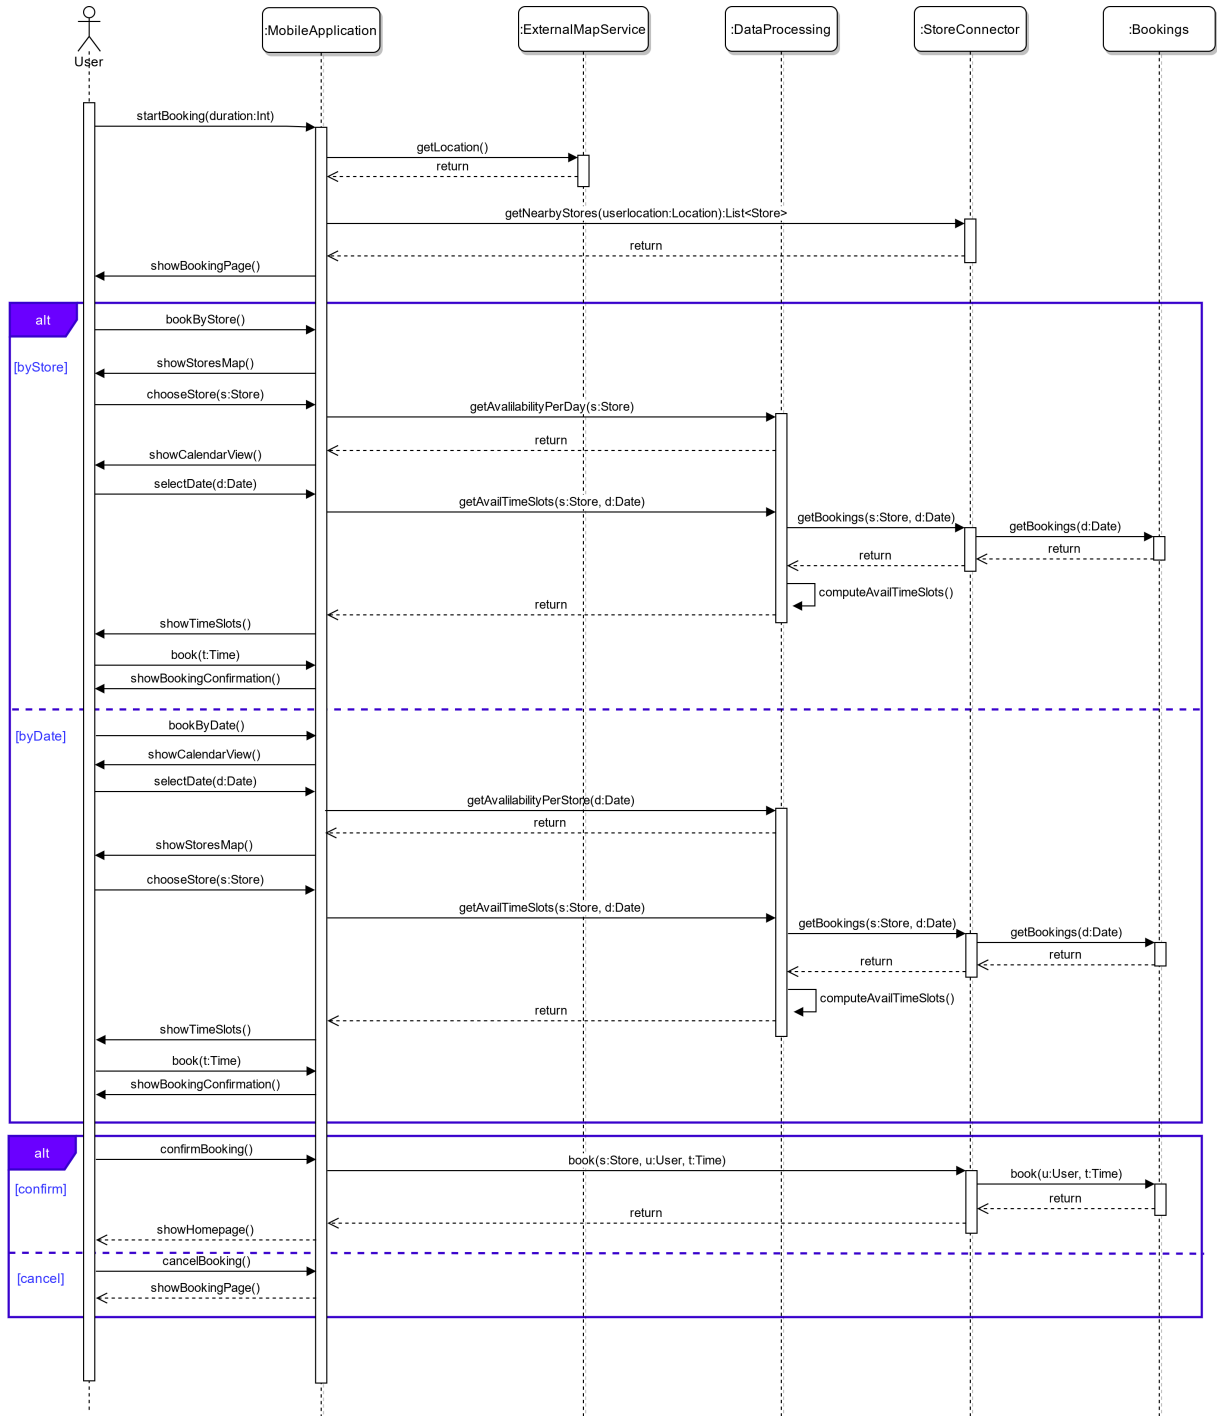 User
:MobileApplication
:ExternalMapService
:DataProcessing
:StoreConnector
:Bookings
startBooking(duration:Int)
getLocation()
return
getNearbyStores(userlocation:Location):List<Store>
return
showBookingPage()
alt
bookByStore()
[byStore]
showStoresMap()
chooseStore(s:Store)
getAvalilabilityPerDay(s:Store)
return
showCalendarView()
selectDate(d:Date)
getAvailTimeSlots(s:Store, d:Date)
getBookings(s:Store, d:Date)
getBookings(d:Date)
return
return
computeAvailTimeSlots()
return
showTimeSlots()
book(t:Time)
showBookingConfirmation()
[byDate]
bookByDate()
showCalendarView()
selectDate(d:Date)
getAvalilabilityPerStore(d:Date)
return
showStoresMap()
chooseStore(s:Store)
getAvailTimeSlots(s:Store, d:Date)
getBookings(s:Store, d:Date)
getBookings(d:Date)
return
return
computeAvailTimeSlots()
return
showTimeSlots()
book(t:Time)
showBookingConfirmation()
alt
confirmBooking()
[confirm]
book(s:Store, u:User, t:Time)
book(u:User, t:Time)
return
return
showHomepage()
cancelBooking()
[cancel]
showBookingPage()